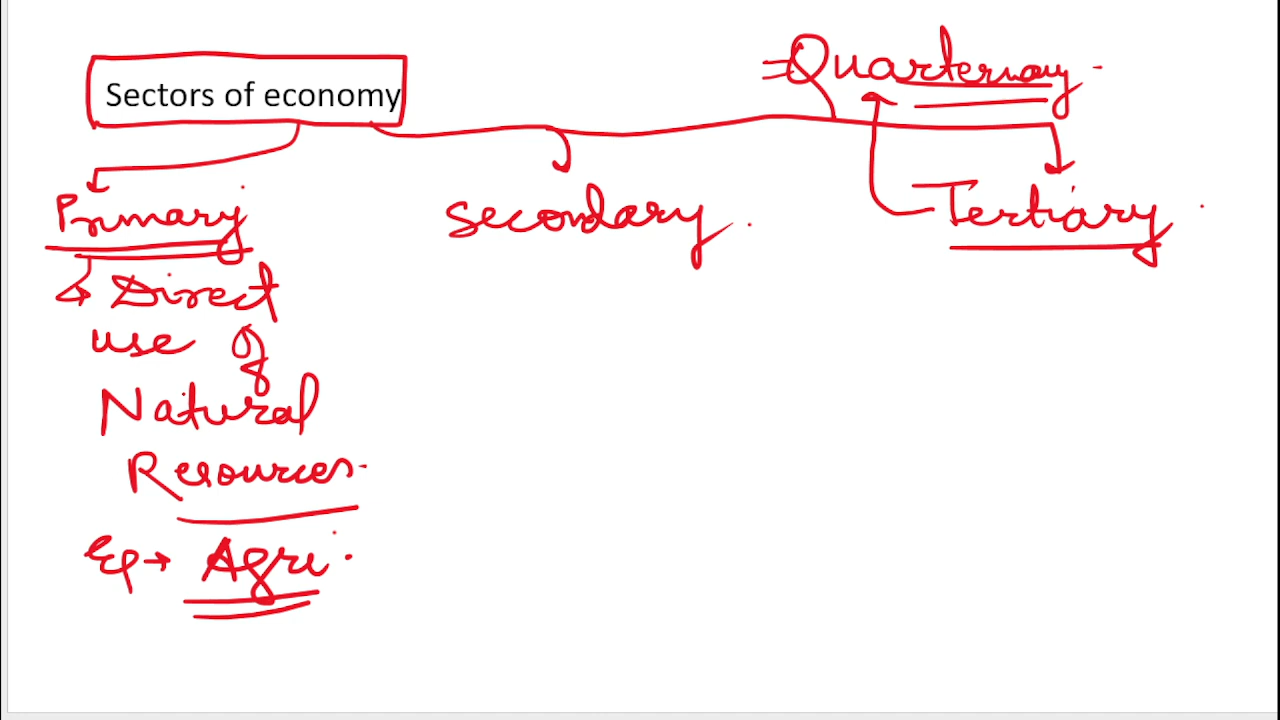 Quarternary.
Sectors of economy
Primary
Secondary.
Tertiary.
Direct
use of
Natural
Resources.
Eg → Agri.